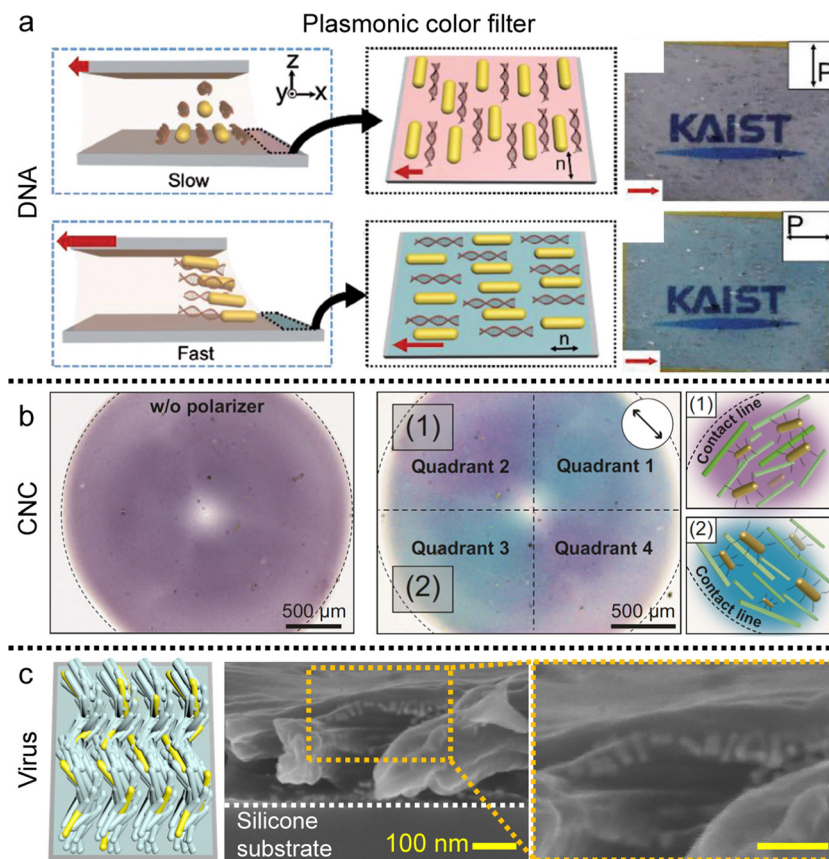 a
Plasmonic color filter
DNA
z
y
x
Slow
n
P
KAIST
Fast
n
P
KAIST
b
CNC
w/o polarizer
500 µm
(1)
Quadrant 2
Quadrant 1
Quadrant 3
Quadrant 4
(2)
500 µm
(1)
Contact line
(2)
Contact line
c
Virus
Silicone
substrate
100 nm